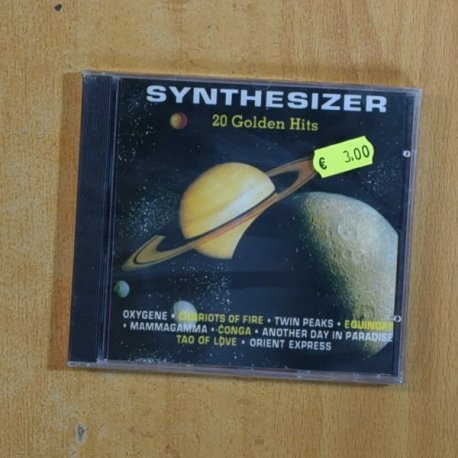 SYNTHESIZER
20 Golden Hits
€ 3.00
OXYGENE • CHARIOTS OF FIRE • TWIN PEAKS • EQUINOXE
• MAMMAGAMMA • CONGA • ANOTHER DAY IN PARADISE
TAO OF LOVE • ORIENT EXPRESS